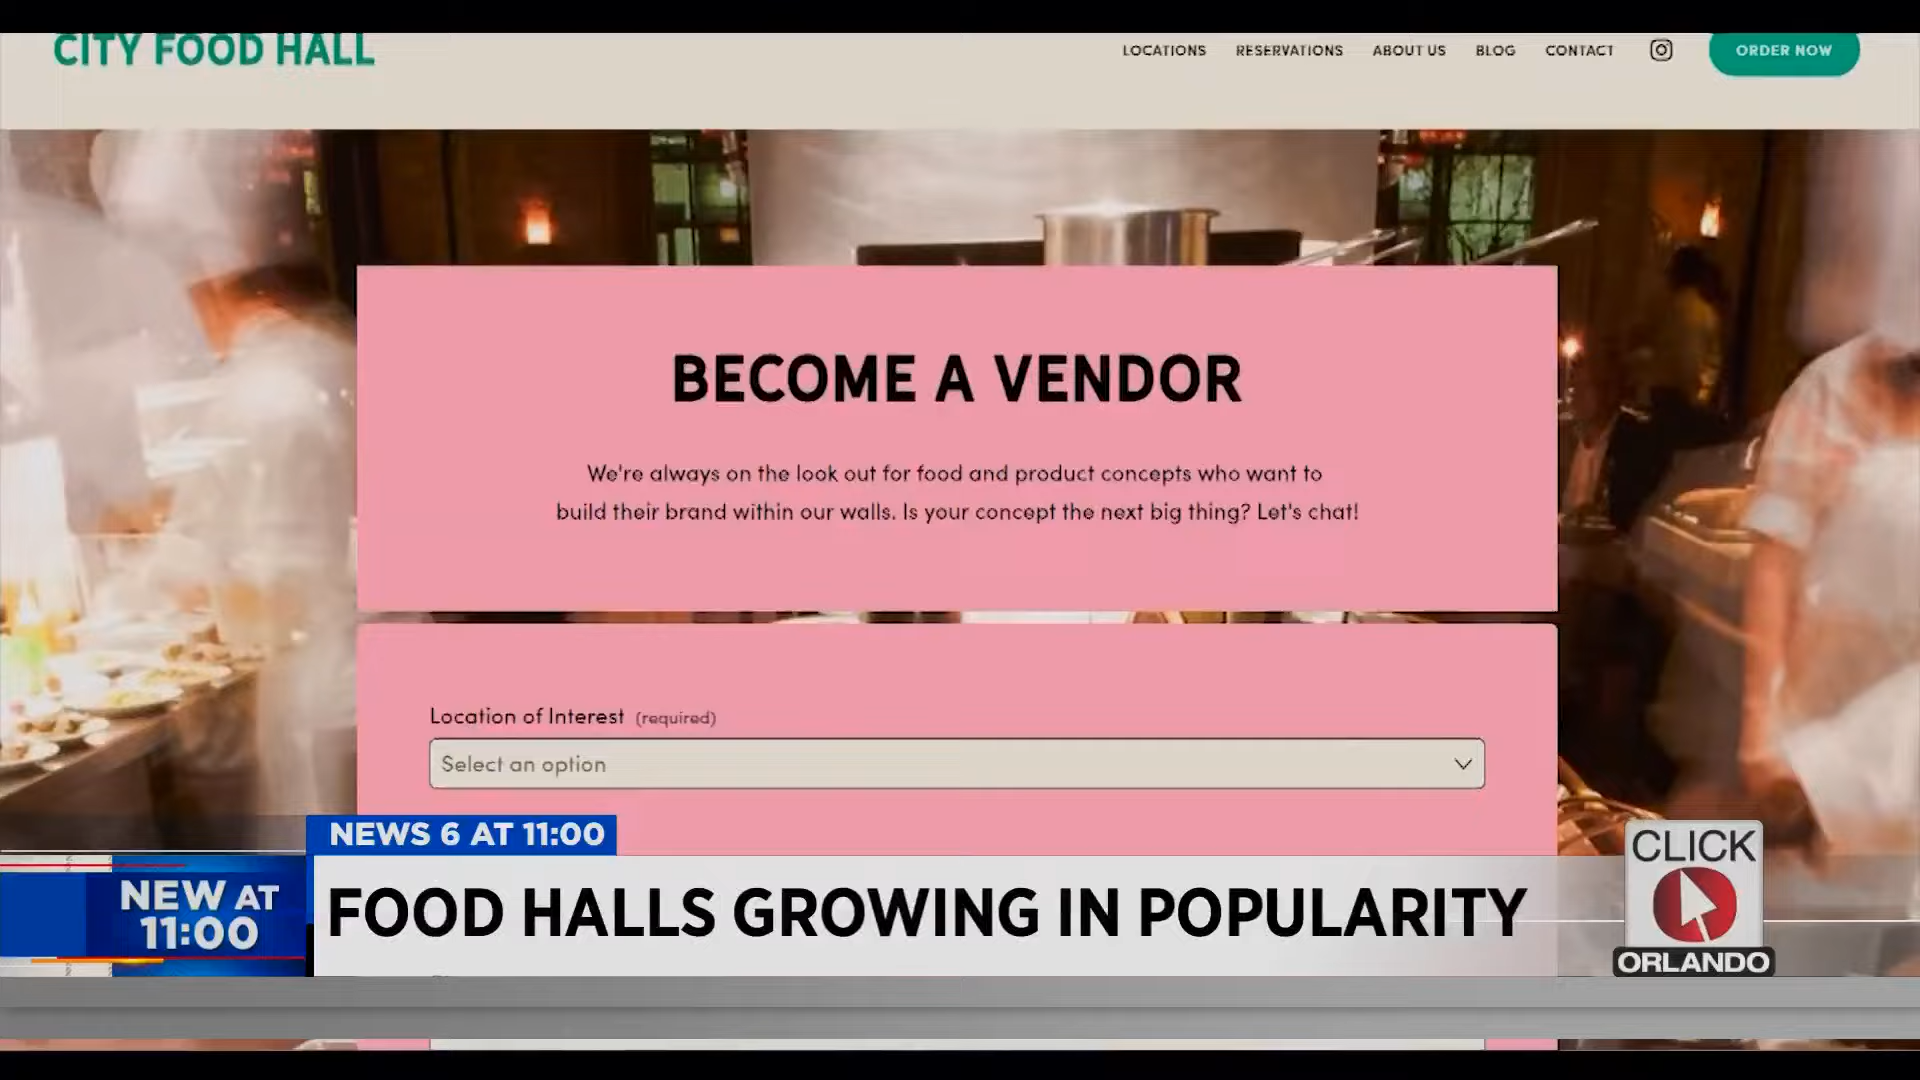 CITY FOOD HALL
LOCATIONS RESERVATIONS ABOUT US BLOG CONTACT ORDER NOW
BECOME A VENDOR
We're always on the look out for food and product concepts who want to
build their brand within our walls. Is your concept the next big thing? Let's chat!
Location of Interest (required)
Select an option
NEWS 6 AT 11:00
NEW AT
11:00
FOOD HALLS GROWING IN POPULARITY
CLICK
ORLANDO